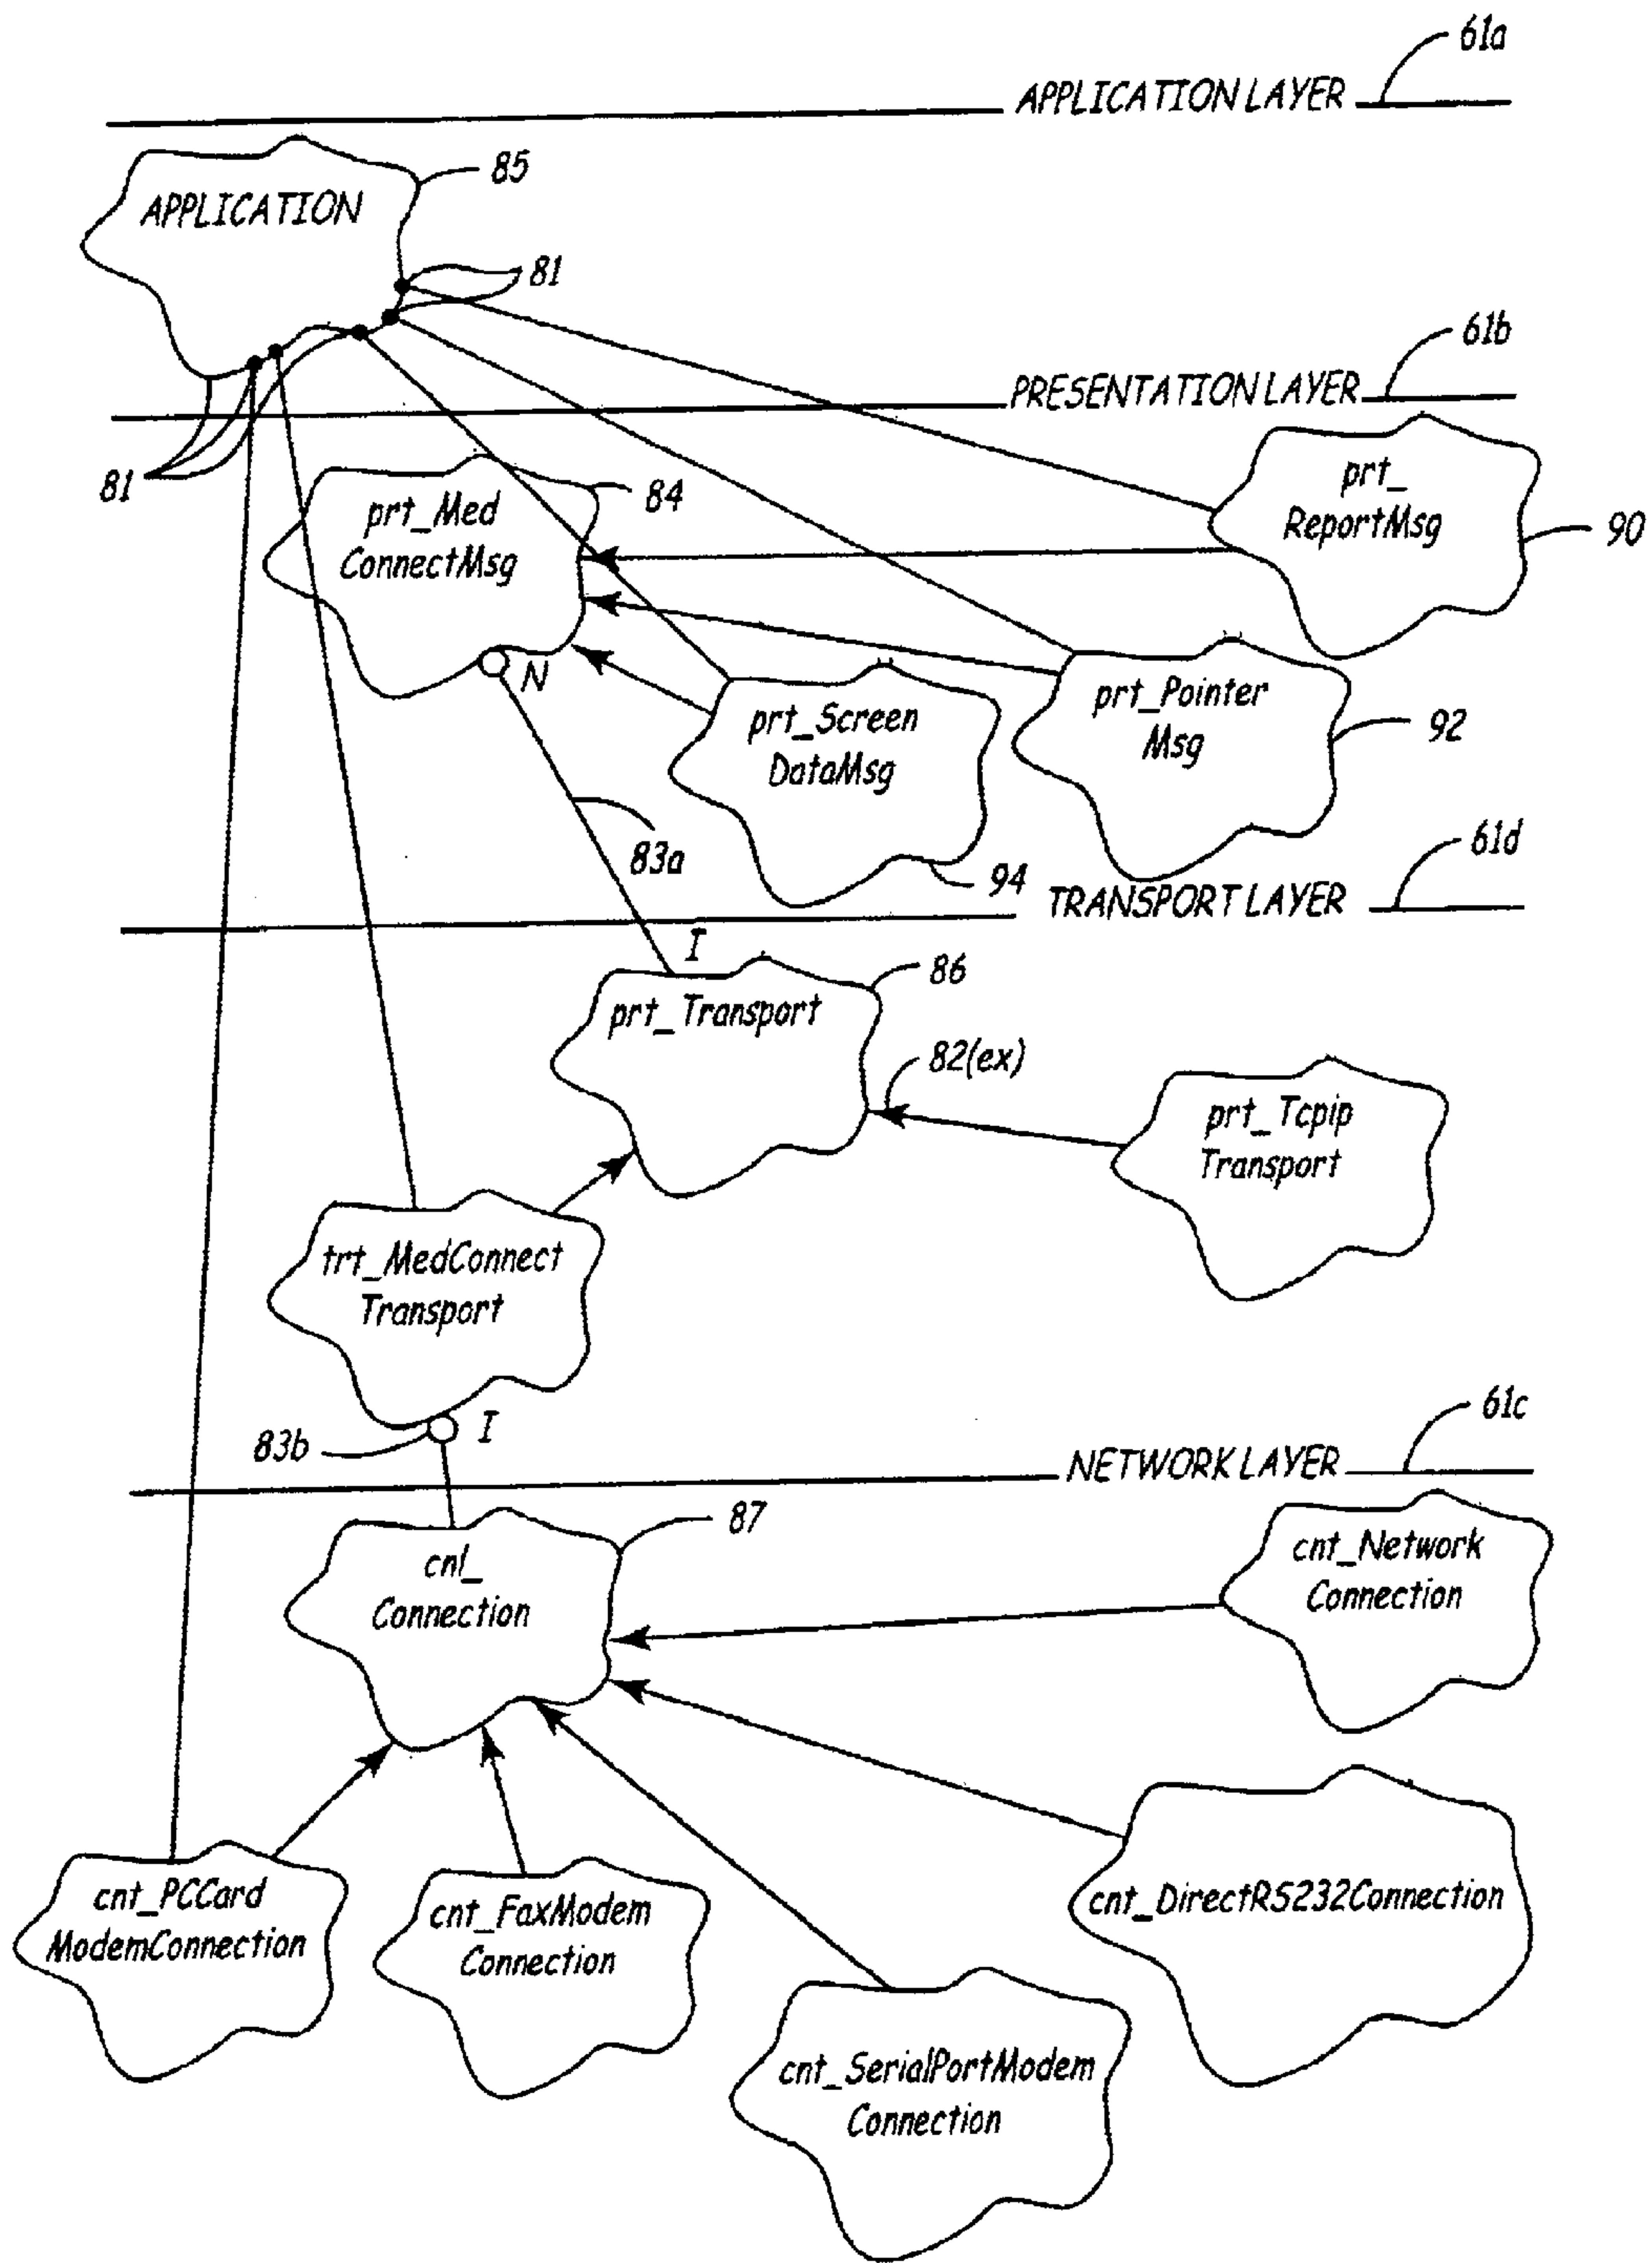 61a
APPLICATION LAYER
85
APPLICATION
81
61b
PRESENTATION LAYER
81
84
prt_Med
ConnectMsg
prt_
ReportMsg
90
N
prt_Screen
DataMsg
prt_Pointer
Msg
92
83a
94
61d
TRANSPORT LAYER
I
86
prt_Transport
82(ex)
prt_Tcpip
Transport
trt_MedConnect
Transport
83b
I
61c
NETWORK LAYER
87
cnl_
Connection
cnt_Network
Connection
cnt_PCCard
ModemConnection
cnt_FaxModem
Connection
cnt_DirectRS232Connection
cnt_SerialPortModem
Connection